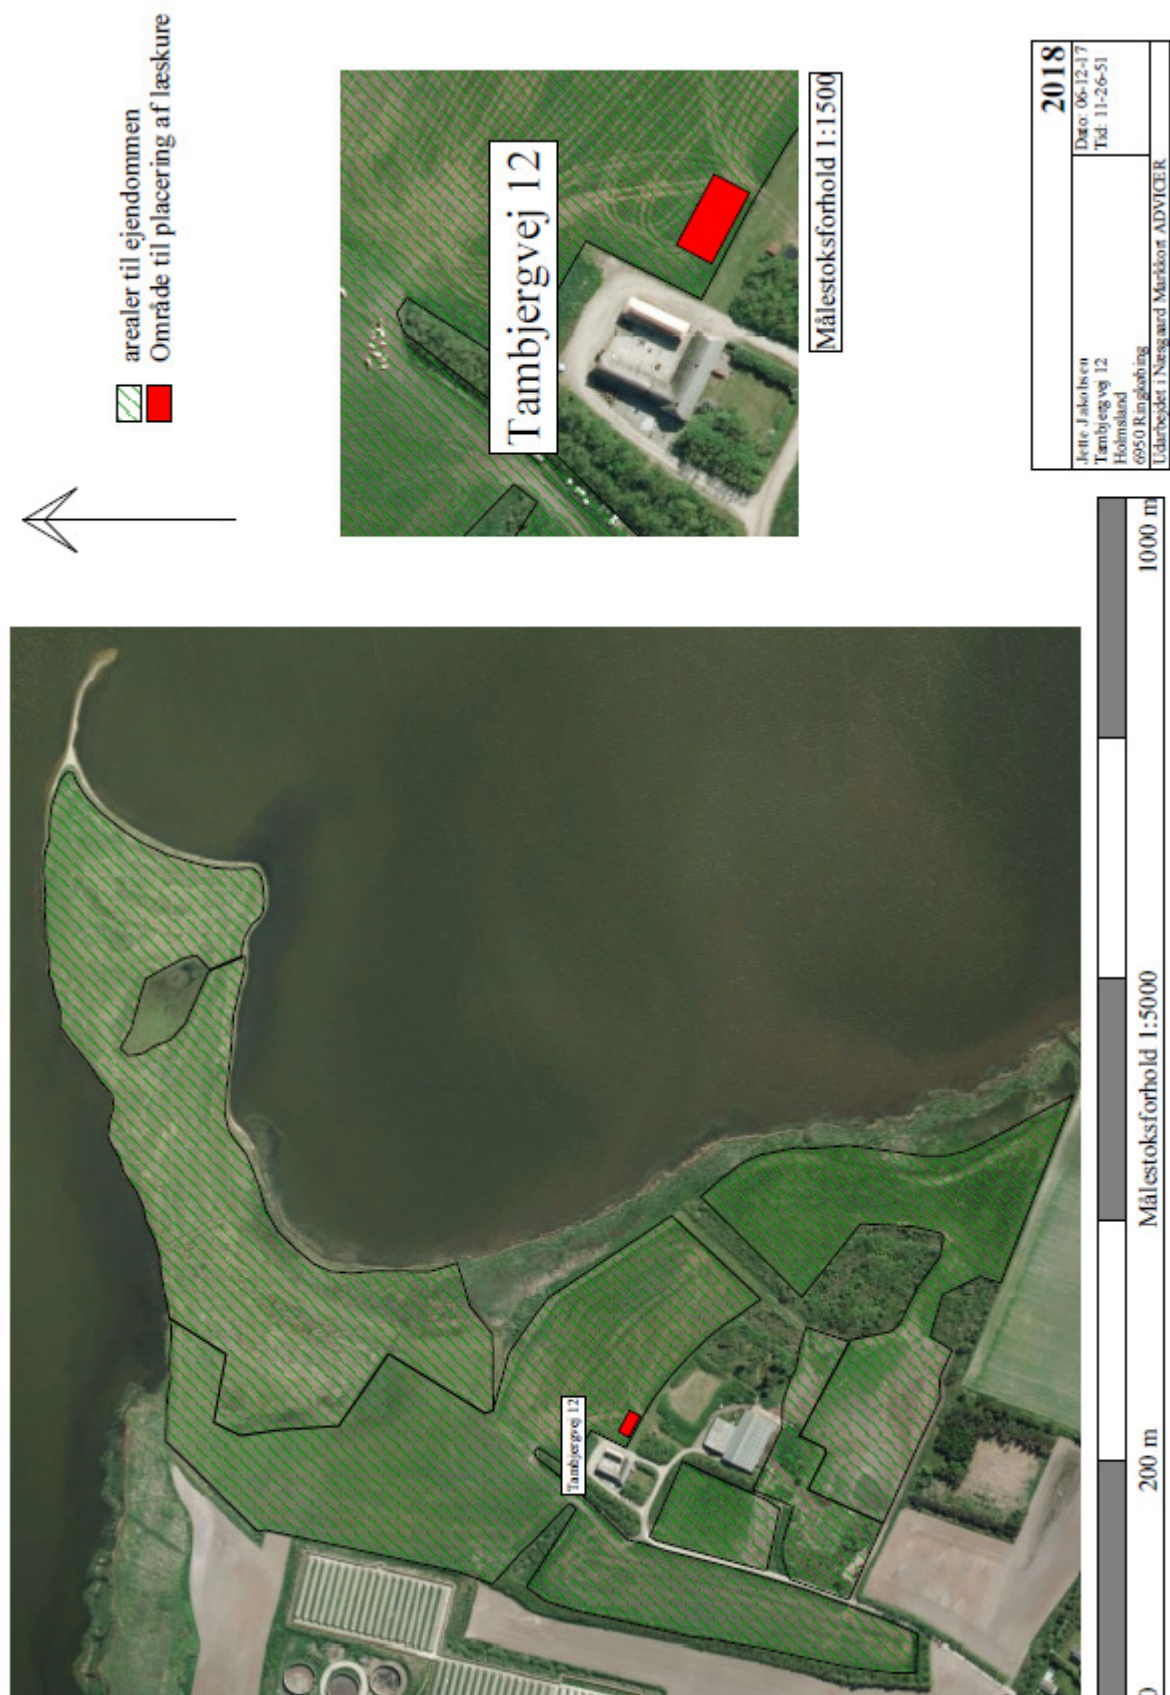 arealer til ejendommen
Område til placering af læskure
Tambjergvej 12
Målestoksforhold 1:1500
Tambjergvej 12
2018
Jette Jakobsen
Tambjergvej 12
Holmsland
6950 Ringkøbing
Dato: 06-12-17
Tid: 11-26-51
Udarbejdet i Næsgaard Markkort ADVICER
0
200 m
Målestoksforhold 1:5000
1000 m